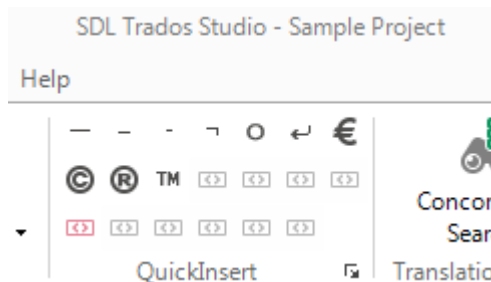 SDL Trados Studio - Sample Project
Help
— – - ¬ O ↵ €
© ® TM
QuickInsert